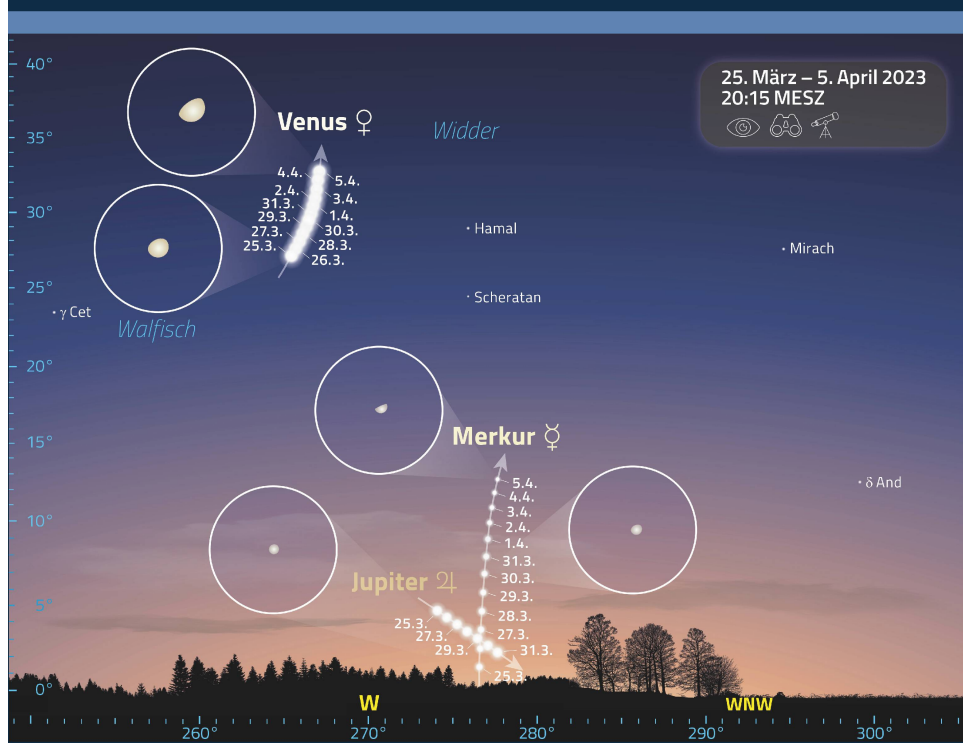 25. März – 5. April 2023
20:15 MESZ
40°
35°
30°
25°
20°
15°
10°
5°
0°
Venus ♀
Widder
4.4.
5.4.
2.4.
3.4.
31.3.
1.4.
29.3.
30.3.
27.3.
28.3.
25.3.
26.3.
Hamal
Mirach
Scheratan
γ Cet
Walfisch
Merkur ☿
5.4.
4.4.
3.4.
2.4.
1.4.
31.3.
30.3.
29.3.
28.3.
27.3.
25.3.
δ And
Jupiter ♃
25.3.
27.3.
29.3.
31.3.
W
WNW
260°
270°
280°
290°
300°